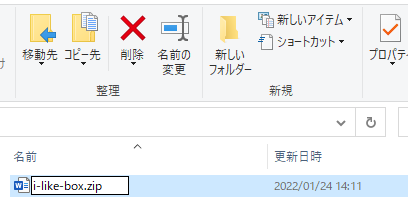 新しいアイテム
ショートカット
移動先
コピー先
削除
名前の
変更
新しい
フォルダー
プロパティ
整理
新規
名前
更新日時
i-like-box.zip
2022/01/24 14:11